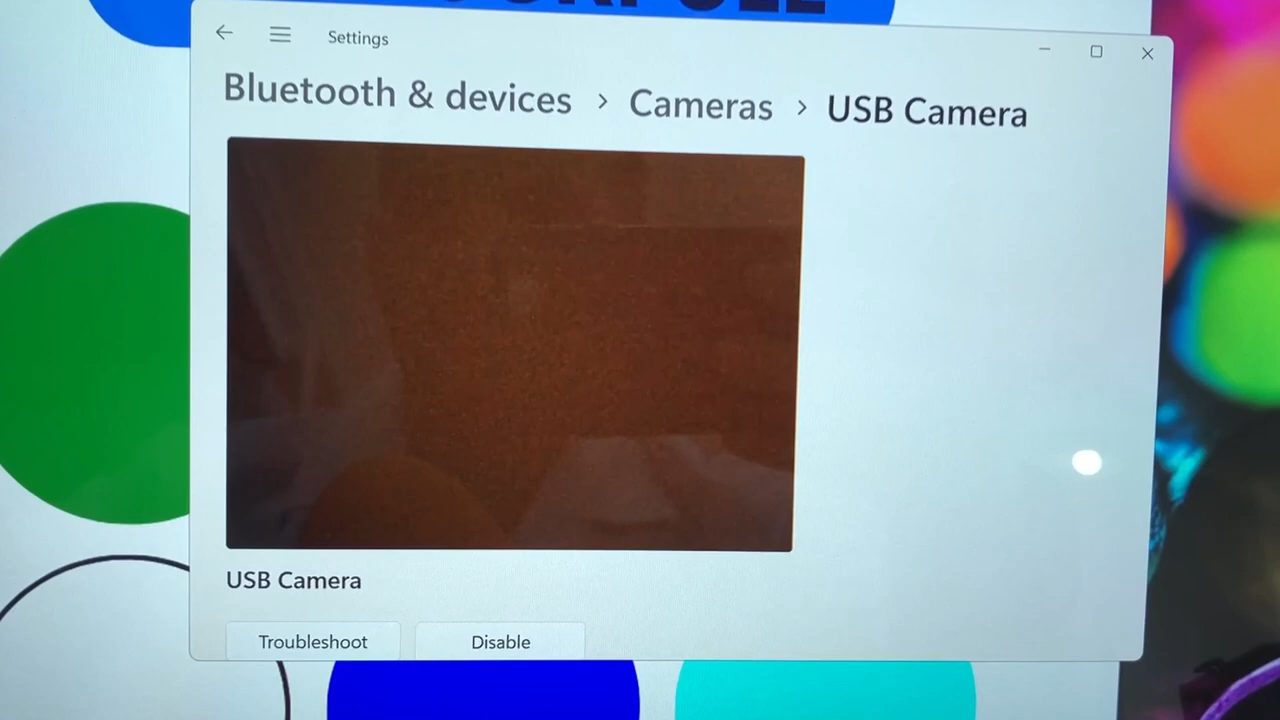 Settings
Bluetooth & devices > Cameras > USB Camera
USB Camera
Troubleshoot
Disable